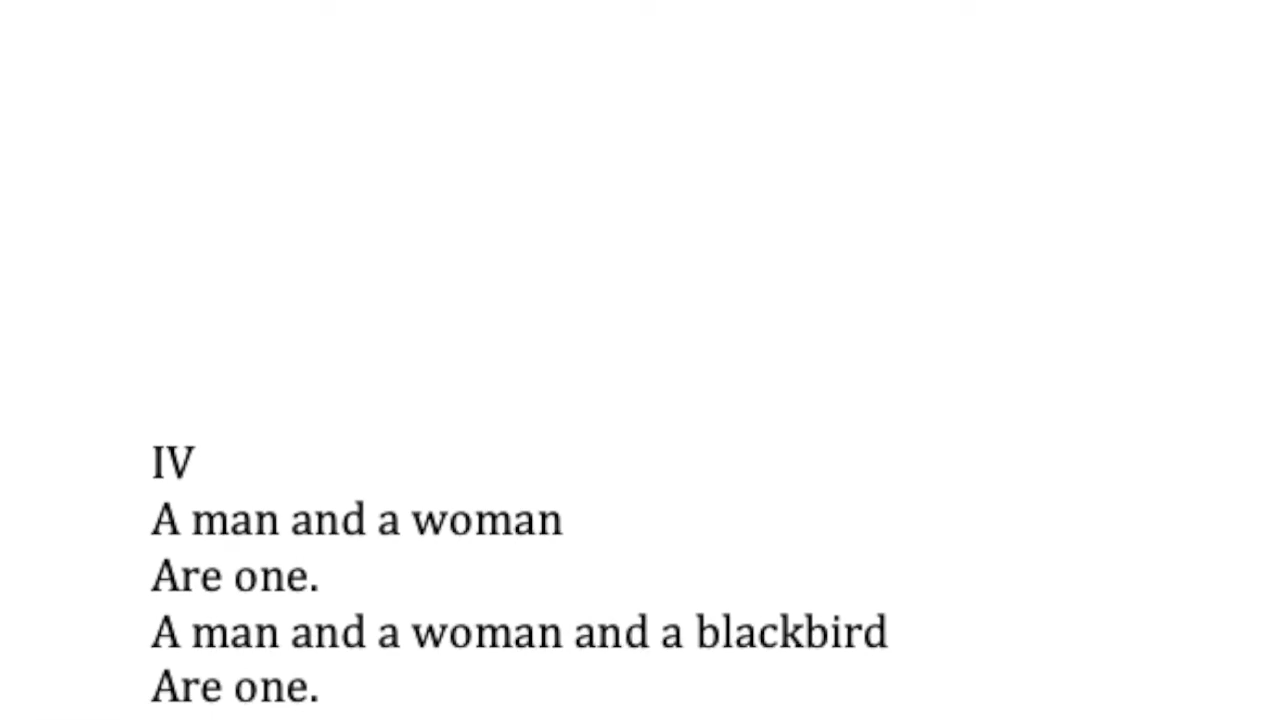 IV
A man and a woman
Are one.
A man and a woman and a blackbird
Are one.